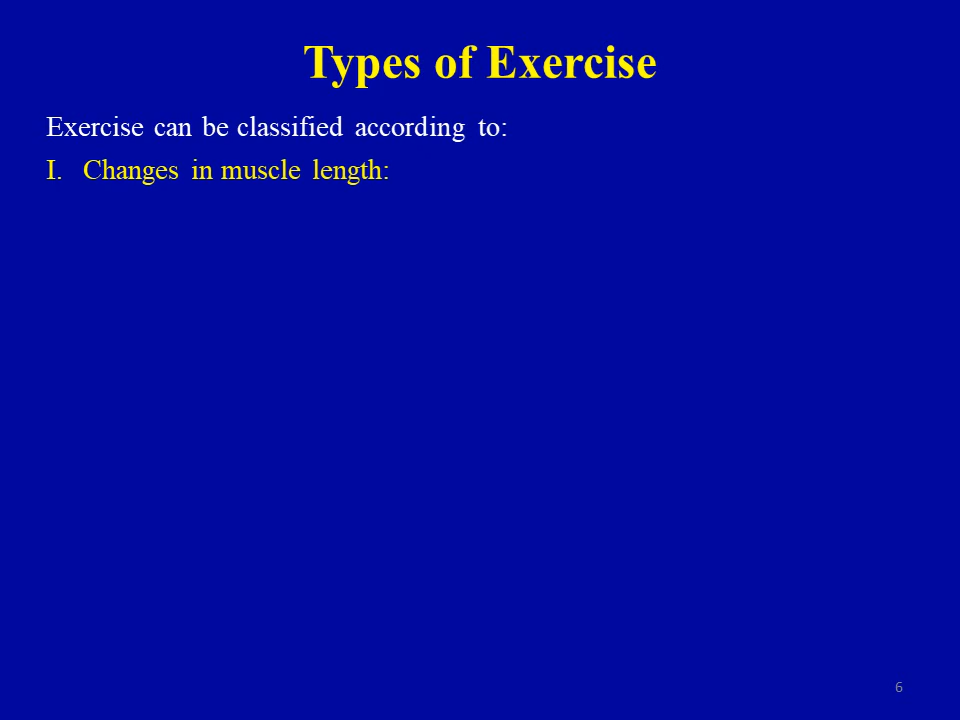 Types of Exercise
Exercise can be classified according to:
I. Changes in muscle length:
6